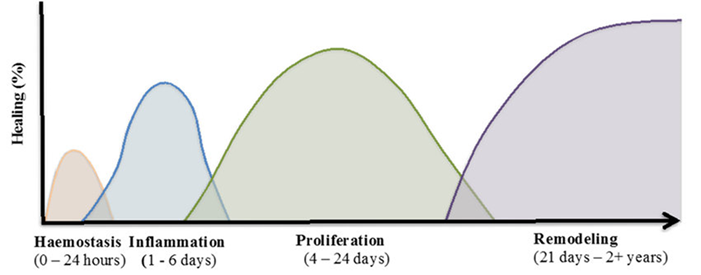 Healing (%)
Haemostasis Inflammation Proliferation Remodeling
(0 – 24 hours) (1 - 6 days) (4 – 24 days) (21 days – 2+ years)